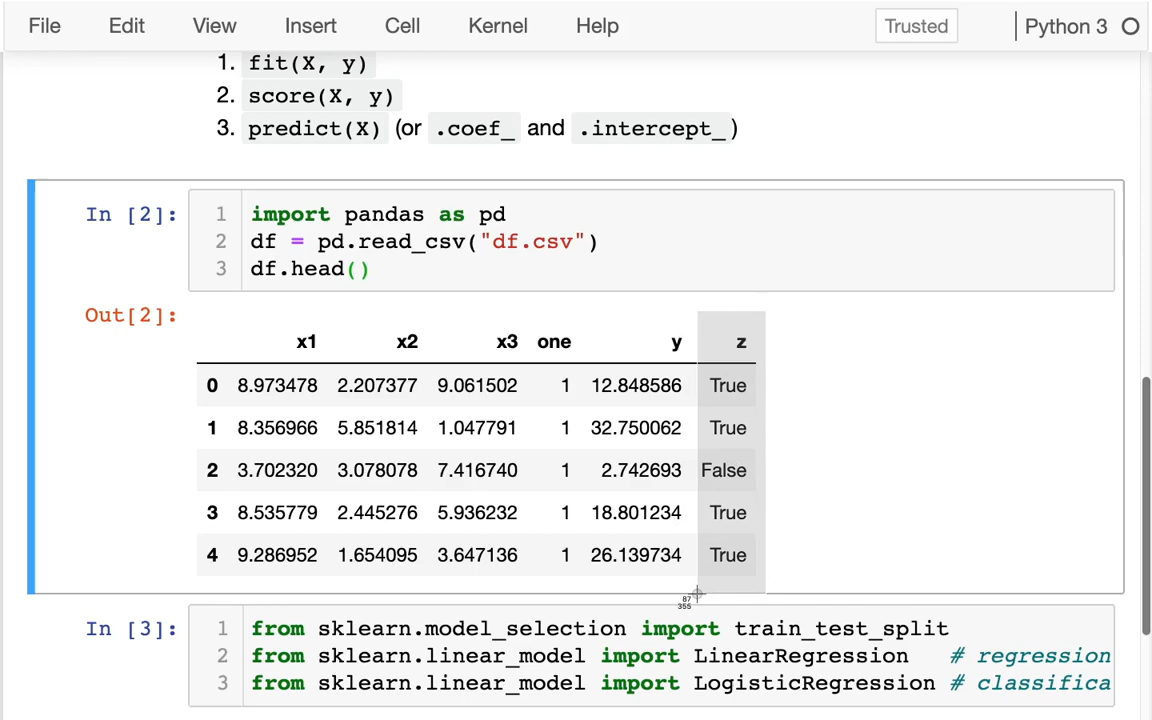 File Edit View Insert Cell Kernel Help Trusted Python 3
1. fit(X, y)
2. score(X, y)
3. predict(X) (or .coef_ and .intercept_ )
In [2]: 1 import pandas as pd
2 df = pd.read_csv("df.csv")
3 df.head()
Out[2]:
x1 x2 x3 one y z
0 8.973478 2.207377 9.061502 1 12.848586 True
1 8.356966 5.851814 1.047791 1 32.750062 True
2 3.702320 3.078078 7.416740 1 2.742693 False
3 8.535779 2.445276 5.936232 1 18.801234 True
4 9.286952 1.654095 3.647136 1 26.139734 True
87
355
In [3]: 1 from sklearn.model_selection import train_test_split
2 from sklearn.linear_model import LinearRegression # regression
3 from sklearn.linear_model import LogisticRegression # classifica